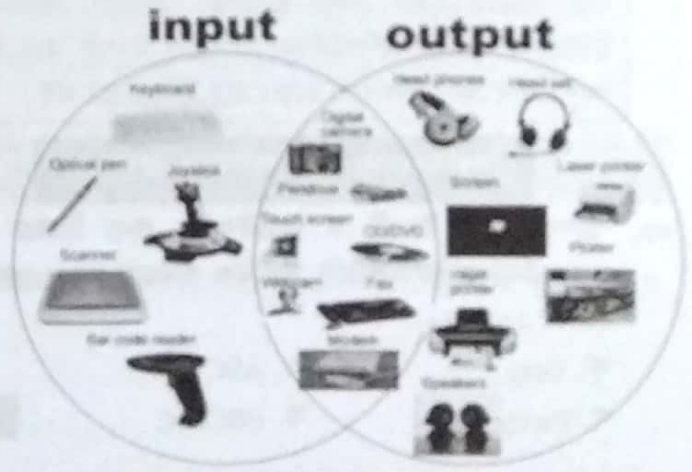 input
output
Keyboard
Optical pen
Joystick
Scanner
Bar code reader
Digital
camera
Pendrive
Touch screen
CD/DVD
Webcam
Fax
Modem
Head phones
Head set
Laser printer
Screen
Plotter
Inkjet
printer
Speakers